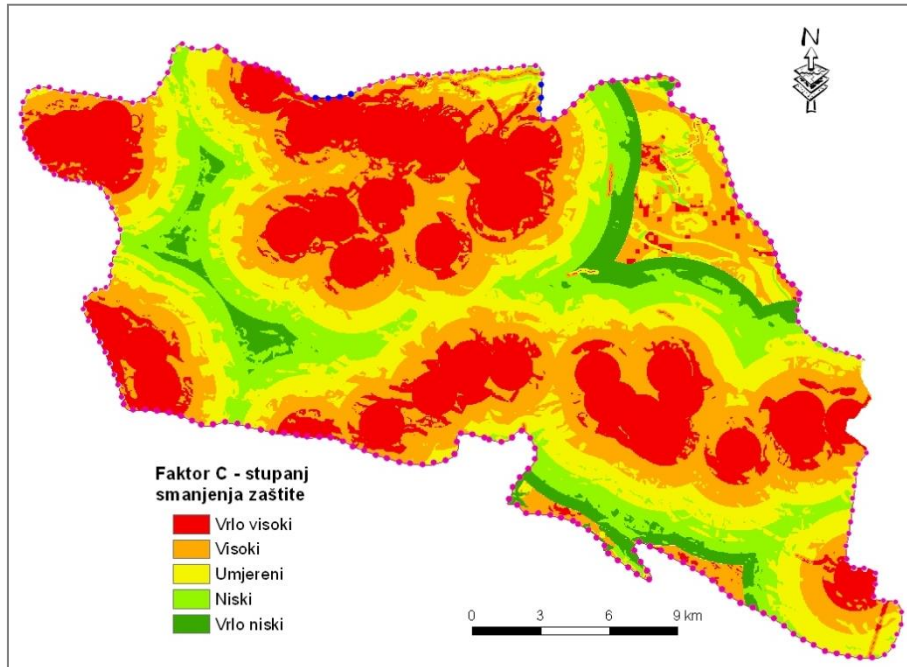 N
Faktor C - stupanj
smanjenja zaštite
Vrlo visoki
Visoki
Umjereni
Niski
Vrlo niski
0 3 6 9 km